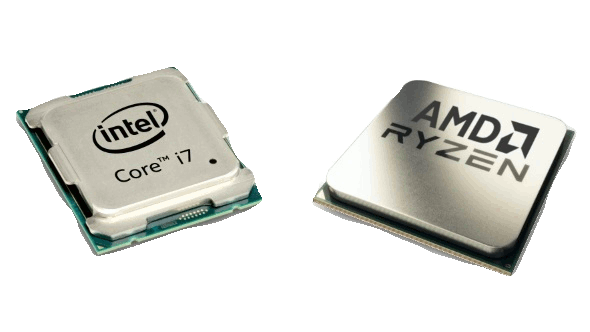 intel
Core™ i7
AMD
RYZEN